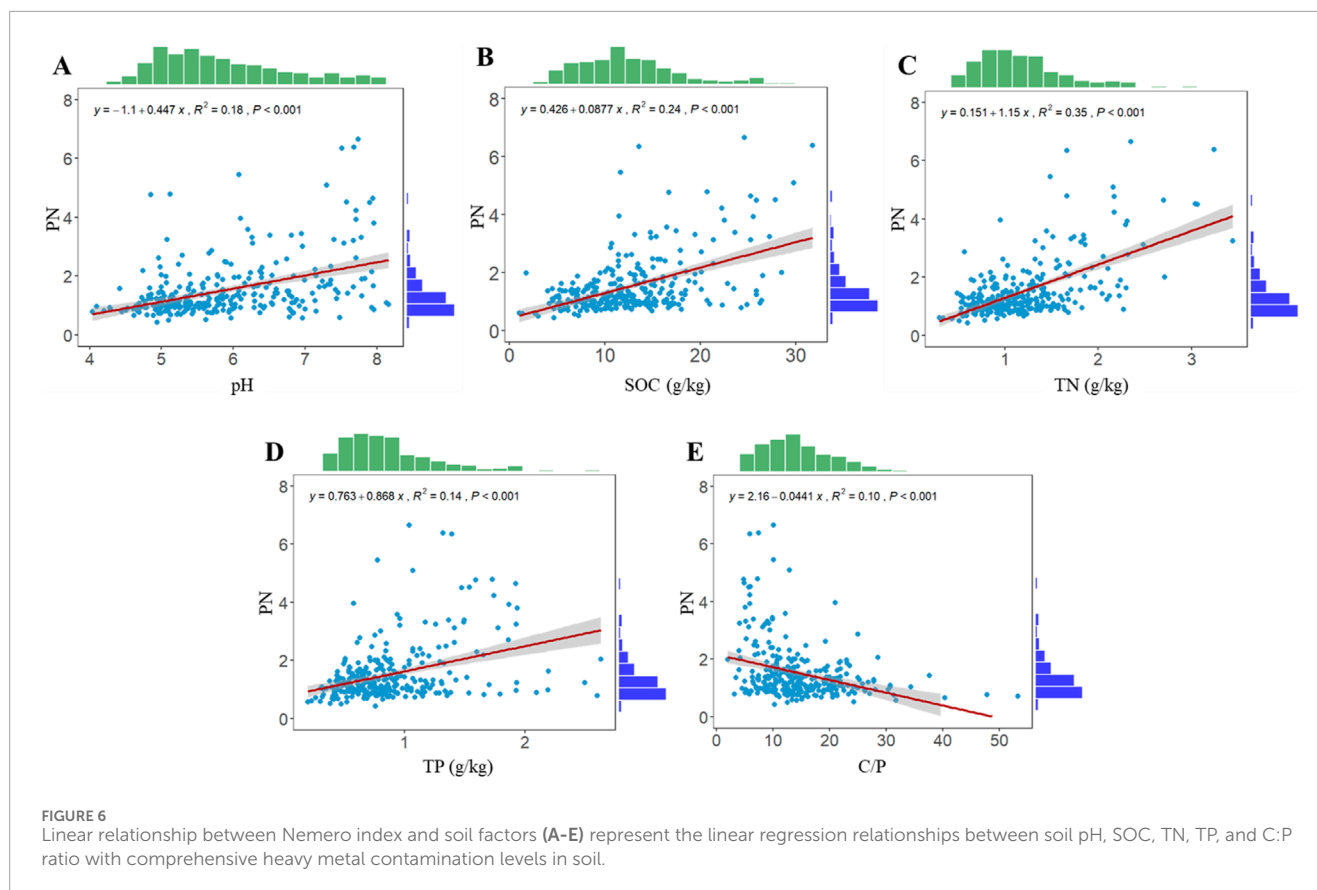 A
y = −1.1 + 0.447 x , R² = 0.18 , P < 0.001
8
6
4
2
0
PN
4 5 6 7 8
pH
B
y = 0.426 + 0.0877 x , R² = 0.24 , P < 0.001
8
6
4
2
0
PN
0 10 20 30
SOC (g/kg)
C
y = 0.151 + 1.15 x , R² = 0.35 , P < 0.001
8
6
4
2
0
PN
1 2 3
TN (g/kg)
D
y = 0.763 + 0.868 x , R² = 0.14 , P < 0.001
8
6
4
2
0
PN
1 2
TP (g/kg)
E
y = 2.16 − 0.0441 x , R² = 0.10 , P < 0.001
8
6
4
2
0
PN
0 10 20 30 40 50
C/P
FIGURE 6
Linear relationship between Nemero index and soil factors (A-E) represent the linear regression relationships between soil pH, SOC, TN, TP, and C:P
ratio with comprehensive heavy metal contamination levels in soil.